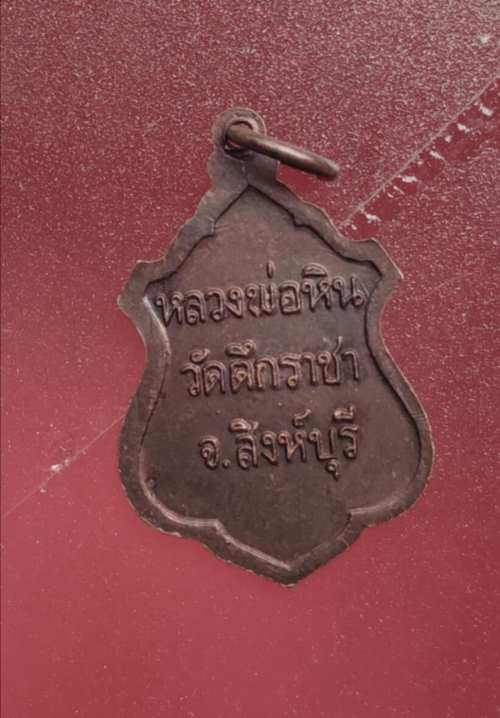 หลวงพ่อหิน
วัดตึกราชา
จ.สิงห์บุรี